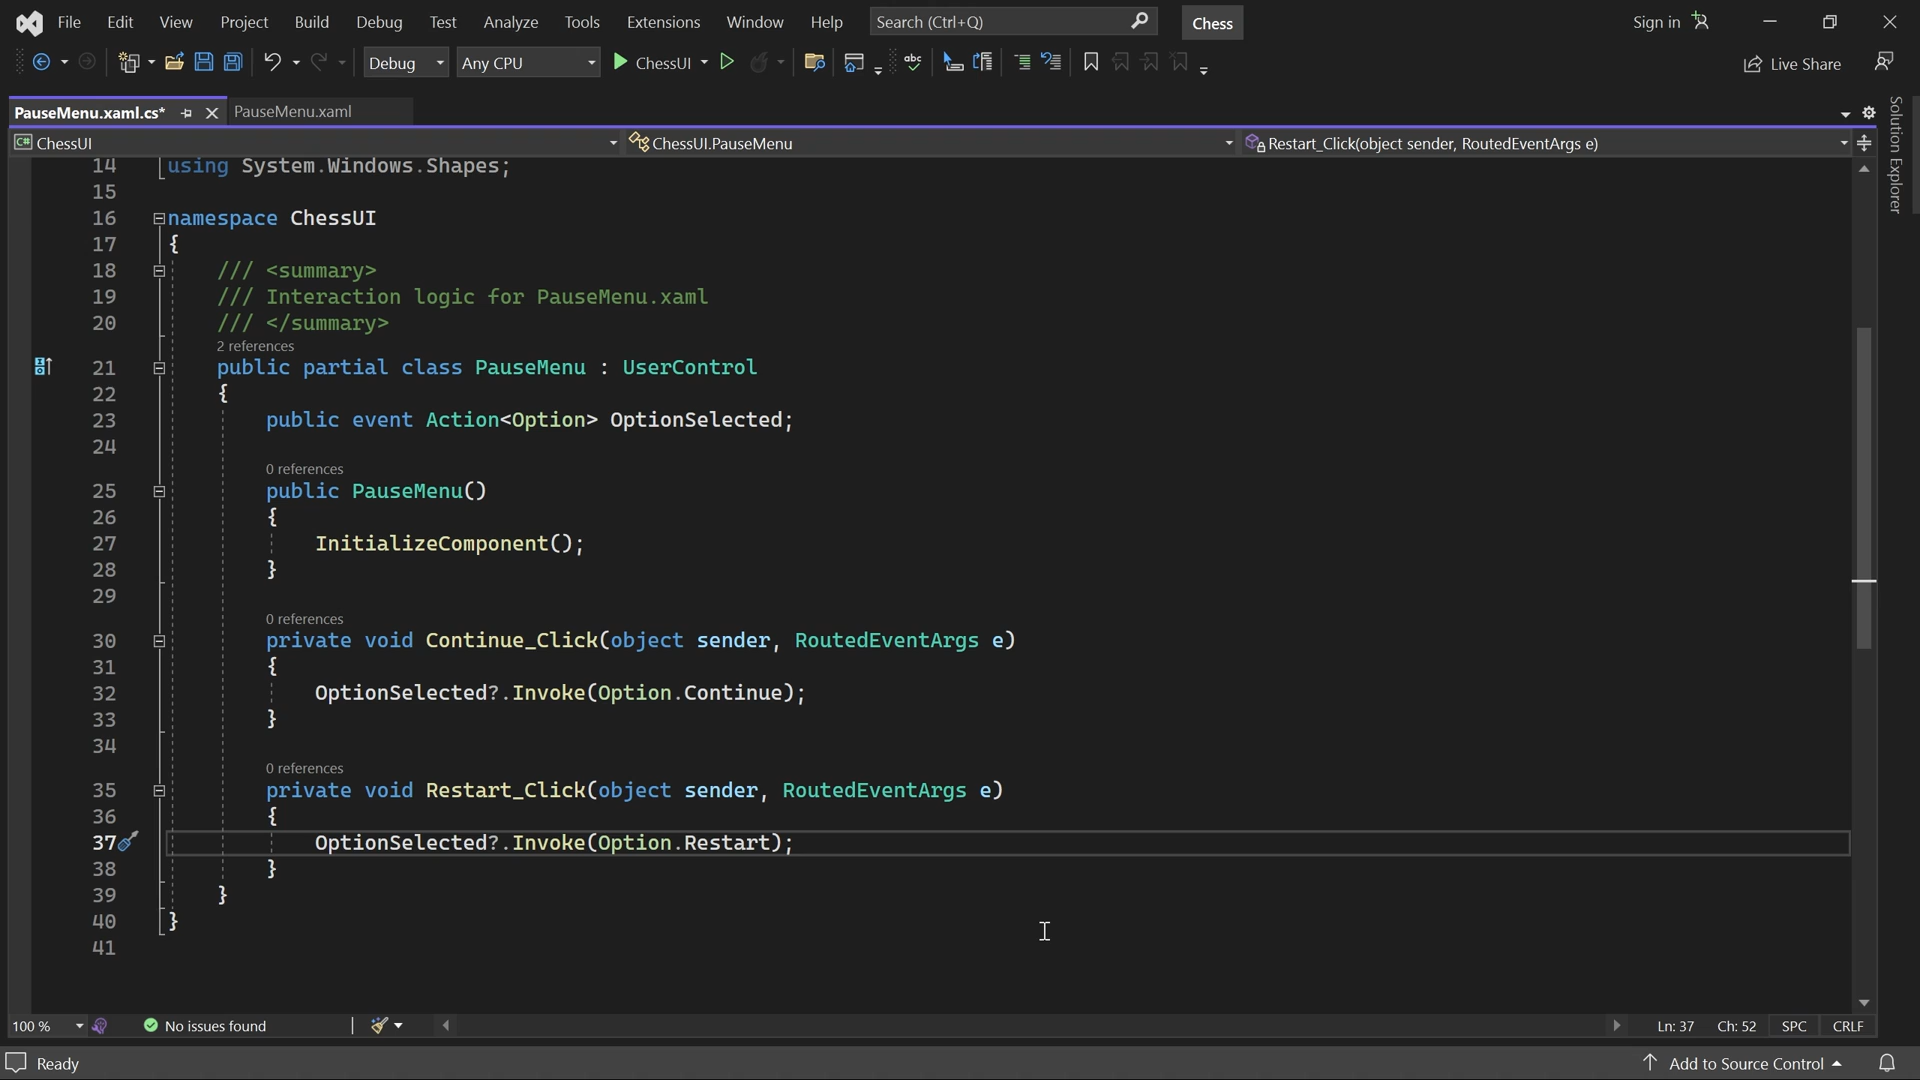 File Edit View Project Build Debug Test Analyze Tools Extensions Window Help Search (Ctrl+Q) Chess Sign in
Debug Any CPU ChessUI abc Live Share
PauseMenu.xaml.cs* PauseMenu.xaml
Solution Explorer
C# ChessUI ChessUI.PauseMenu Restart_Click(object sender, RoutedEventArgs e)
14 using System.Windows.Shapes;
15
16 namespace ChessUI
17 {
18 /// <summary>
19 /// Interaction logic for PauseMenu.xaml
20 /// </summary>
2 references
21 public partial class PauseMenu : UserControl
22 {
23 public event Action<Option> OptionSelected;
24
0 references
25 public PauseMenu()
26 {
27 InitializeComponent();
28 }
29
0 references
30 private void Continue_Click(object sender, RoutedEventArgs e)
31 {
32 OptionSelected?.Invoke(Option.Continue);
33 }
34
0 references
35 private void Restart_Click(object sender, RoutedEventArgs e)
36 {
37 OptionSelected?.Invoke(Option.Restart);
38 }
39 }
40 }
41
100 % No issues found Ln: 37 Ch: 52 SPC CRLF
Ready Add to Source Control